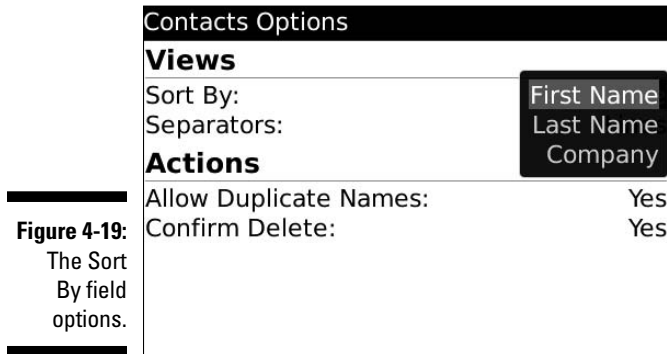 Contacts Options
Views
Sort By:
First Name
Separators:
Last Name
Company
Actions
Allow Duplicate Names: Yes
Confirm Delete: Yes
Figure 4-19:
The Sort
By field
options.